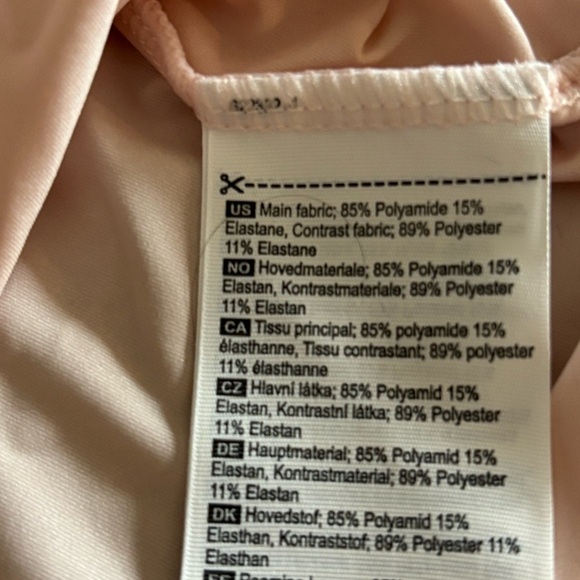 US Main fabric; 85% Polyamide 15%
Elastane, Contrast fabric; 89% Polyester
11% Elastane
NO Hovedmateriale; 85% Polyamide 15%
Elastan, Kontrastmateriale; 89% Polyester
11% Elastan
CA Tissu principal; 85% polyamide 15%
élasthanne, Tissu contrastant; 89% polyester
11% élasthanne
CZ Hlavní látka; 85% Polyamid 15%
Elastan, Kontrastní látka; 89% Polyester
11% Elastan
DE Hauptmaterial; 85% Polyamid 15%
Elastan, Kontrastmaterial; 89% Polyester
11% Elastan
DK Hovedstof; 85% Polyamid 15%
Elasthan, Kontraststof; 89% Polyester 11%
Elasthan